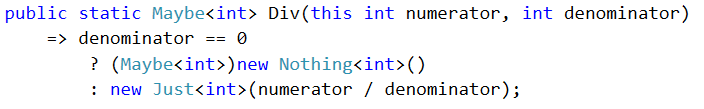 public static Maybe<int> Div(this int numerator, int denominator)
    => denominator == 0
        ? (Maybe<int>)new Nothing<int>()
        : new Just<int>(numerator / denominator);